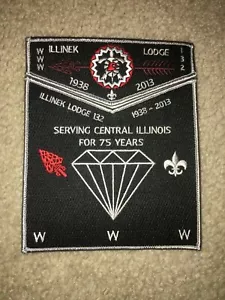 ILLINEK LODGE
WWW 132
1938 2013
ILLINEK LODGE 132 1938-2013
SERVING CENTRAL ILLINOIS
FOR 75 YEARS
W W W